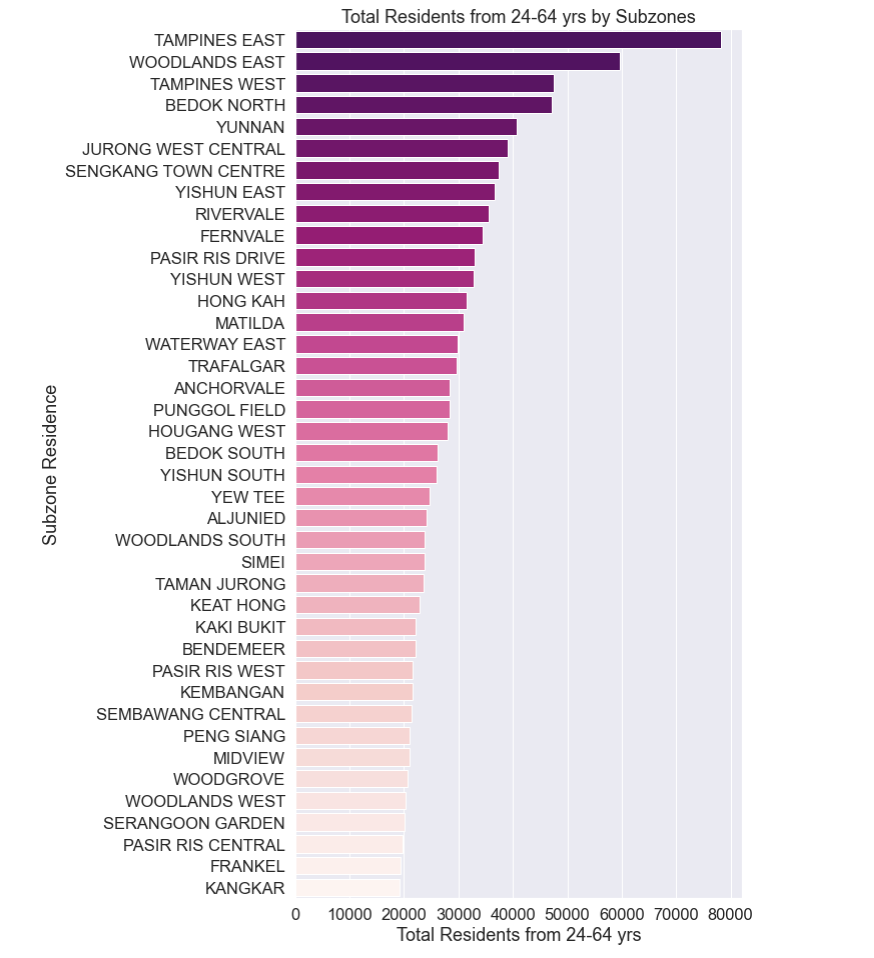 Total Residents from 24-64 yrs by Subzones
TAMPINES EAST
WOODLANDS EAST
TAMPINES WEST
BEDOK NORTH
YUNNAN
JURONG WEST CENTRAL
SENGKANG TOWN CENTRE
YISHUN EAST
RIVERVALE
FERNVALE
PASIR RIS DRIVE
YISHUN WEST
HONG KAH
MATILDA
WATERWAY EAST
TRAFALGAR
ANCHORVALE
PUNGGOL FIELD
HOUGANG WEST
BEDOK SOUTH
YISHUN SOUTH
YEW TEE
ALJUNIED
WOODLANDS SOUTH
SIMEI
TAMAN JURONG
KEAT HONG
KAKI BUKIT
BENDEMEER
PASIR RIS WEST
KEMBANGAN
SEMBAWANG CENTRAL
PENG SIANG
MIDVIEW
WOODGROVE
WOODLANDS WEST
SERANGOON GARDEN
PASIR RIS CENTRAL
FRANKEL
KANGKAR
Subzone Residence
0 10000 20000 30000 40000 50000 60000 70000 80000
Total Residents from 24-64 yrs